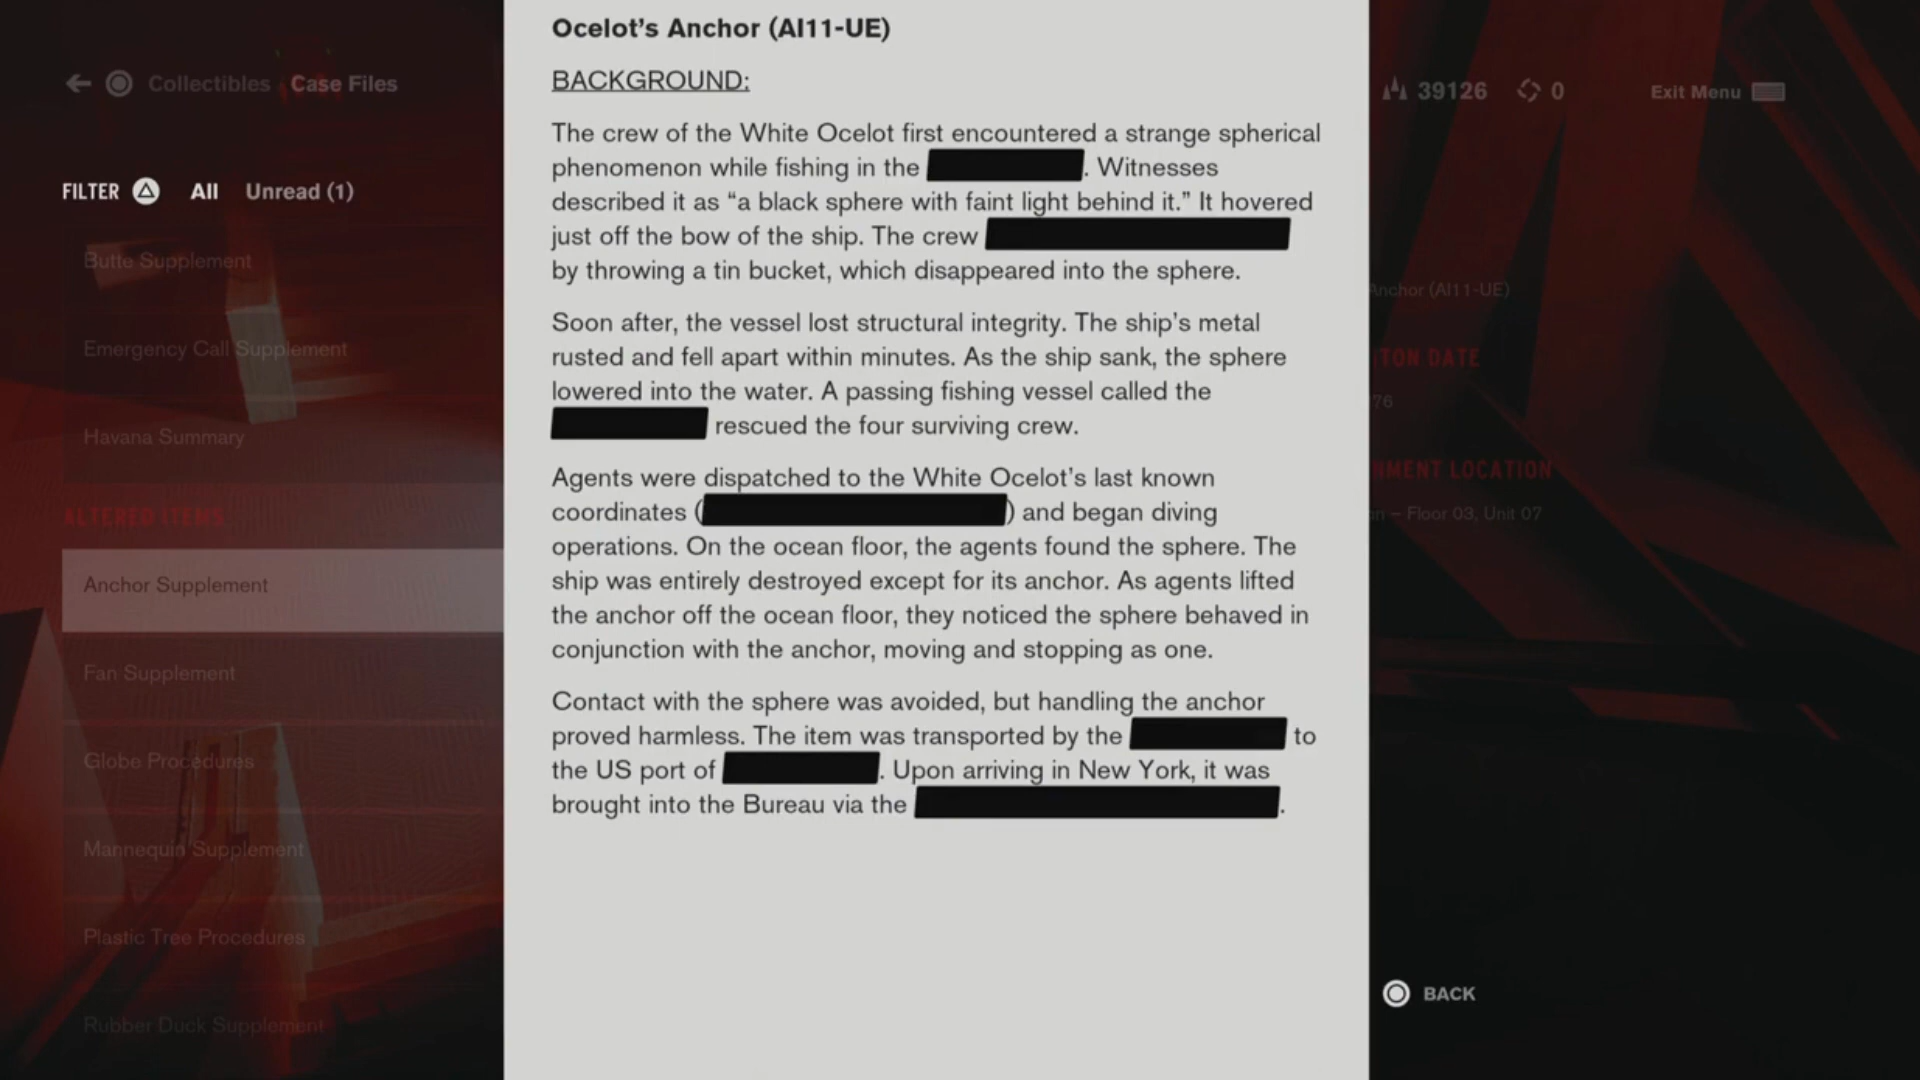 Ocelot's Anchor (AI11-UE)
BACKGROUND:
The crew of the White Ocelot first encountered a strange spherical
phenomenon while fishing in the . Witnesses
described it as “a black sphere with faint light behind it.” It hovered
just off the bow of the ship. The crew
by throwing a tin bucket, which disappeared into the sphere.
Soon after, the vessel lost structural integrity. The ship's metal
rusted and fell apart within minutes. As the ship sank, the sphere
lowered into the water. A passing fishing vessel called the
rescued the four surviving crew.
Agents were dispatched to the White Ocelot's last known
coordinates ( ) and began diving
operations. On the ocean floor, the agents found the sphere. The
ship was entirely destroyed except for its anchor. As agents lifted
the anchor off the ocean floor, they noticed the sphere behaved in
conjunction with the anchor, moving and stopping as one.
Contact with the sphere was avoided, but handling the anchor
proved harmless. The item was transported by the to
the US port of . Upon arriving in New York, it was
brought into the Bureau via the .
Collectibles Case Files
FILTER All Unread (1)
Butte Supplement
Emergency Call Supplement
Havana Summary
ALTERED ITEMS
Anchor Supplement
Fan Supplement
Globe Procedures
Mannequin Supplement
Plastic Tree Procedures
Rubber Duck Supplement
39126 0 Exit Menu
Anchor (AI11-UE)
ITON DATE
76
NMENT LOCATION
n – Floor 03, Unit 07
BACK